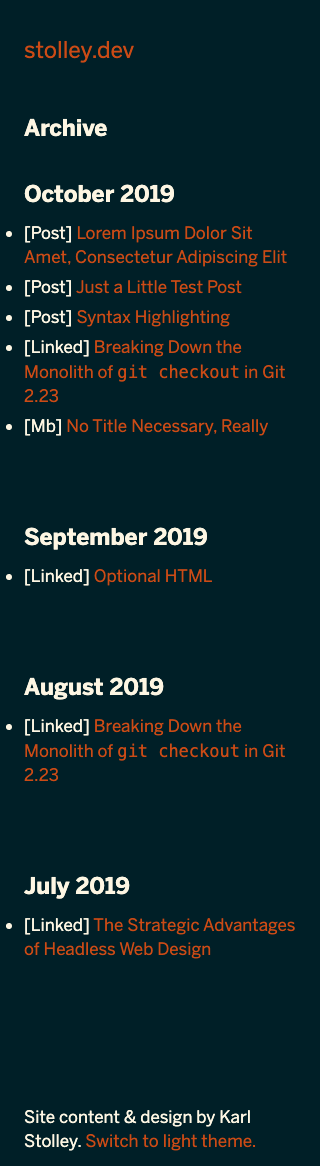 stolley.dev
Archive
October 2019
[Post] Lorem Ipsum Dolor Sit
Amet, Consectetur Adipiscing Elit
[Post] Just a Little Test Post
[Post] Syntax Highlighting
[Linked] Breaking Down the
Monolith of git checkout in Git
2.23
[Mb] No Title Necessary, Really
September 2019
[Linked] Optional HTML
August 2019
[Linked] Breaking Down the
Monolith of git checkout in Git
2.23
July 2019
[Linked] The Strategic Advantages
of Headless Web Design
Site content & design by Karl
Stolley. Switch to light theme.